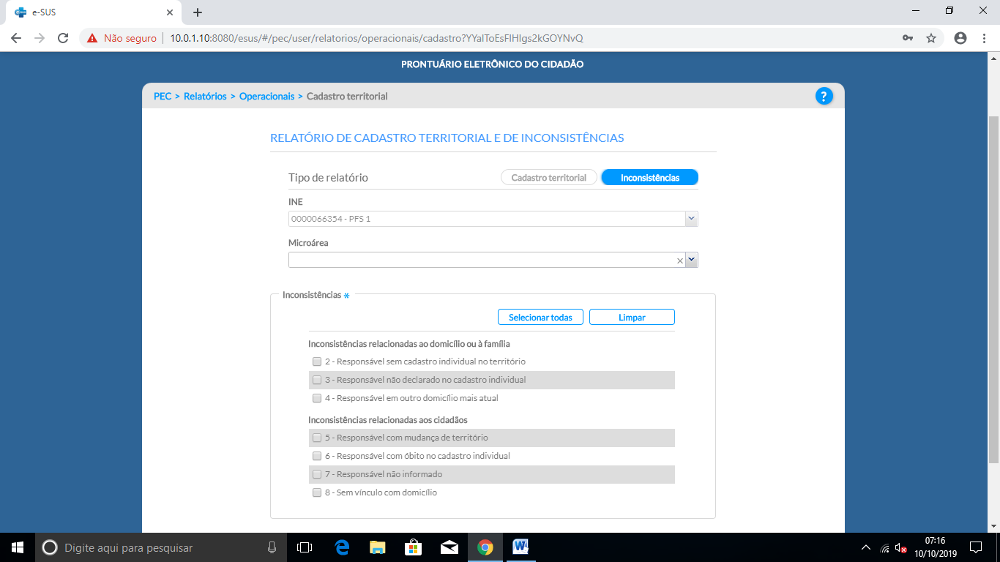 e-SUS
Não seguro
10.0.1.10:8080/esus/#/pec/user/relatorios/operacionais/cadastro?YYaIToEsFIHIgs2kGOYNvQ
PRONTUÁRIO ELETRÔNICO DO CIDADÃO
PEC > Relatórios > Operacionais > Cadastro territorial
?
RELATÓRIO DE CADASTRO TERRITORIAL E DE INCONSISTÊNCIAS
Tipo de relatório
Cadastro territorial
Inconsistências
INE
0000066354 - PFS 1
Microárea
Inconsistências *
Selecionar todas
Limpar
Inconsistências relacionadas ao domicílio ou à família
2 - Responsável sem cadastro individual no território
3 - Responsável não declarado no cadastro individual
4 - Responsável em outro domicílio mais atual
Inconsistências relacionadas aos cidadãos
5 - Responsável com mudança de território
6 - Responsável com óbito no cadastro individual
7 - Responsável não informado
8 - Sem vínculo com domicílio
Digite aqui para pesquisar
07:16
10/10/2019